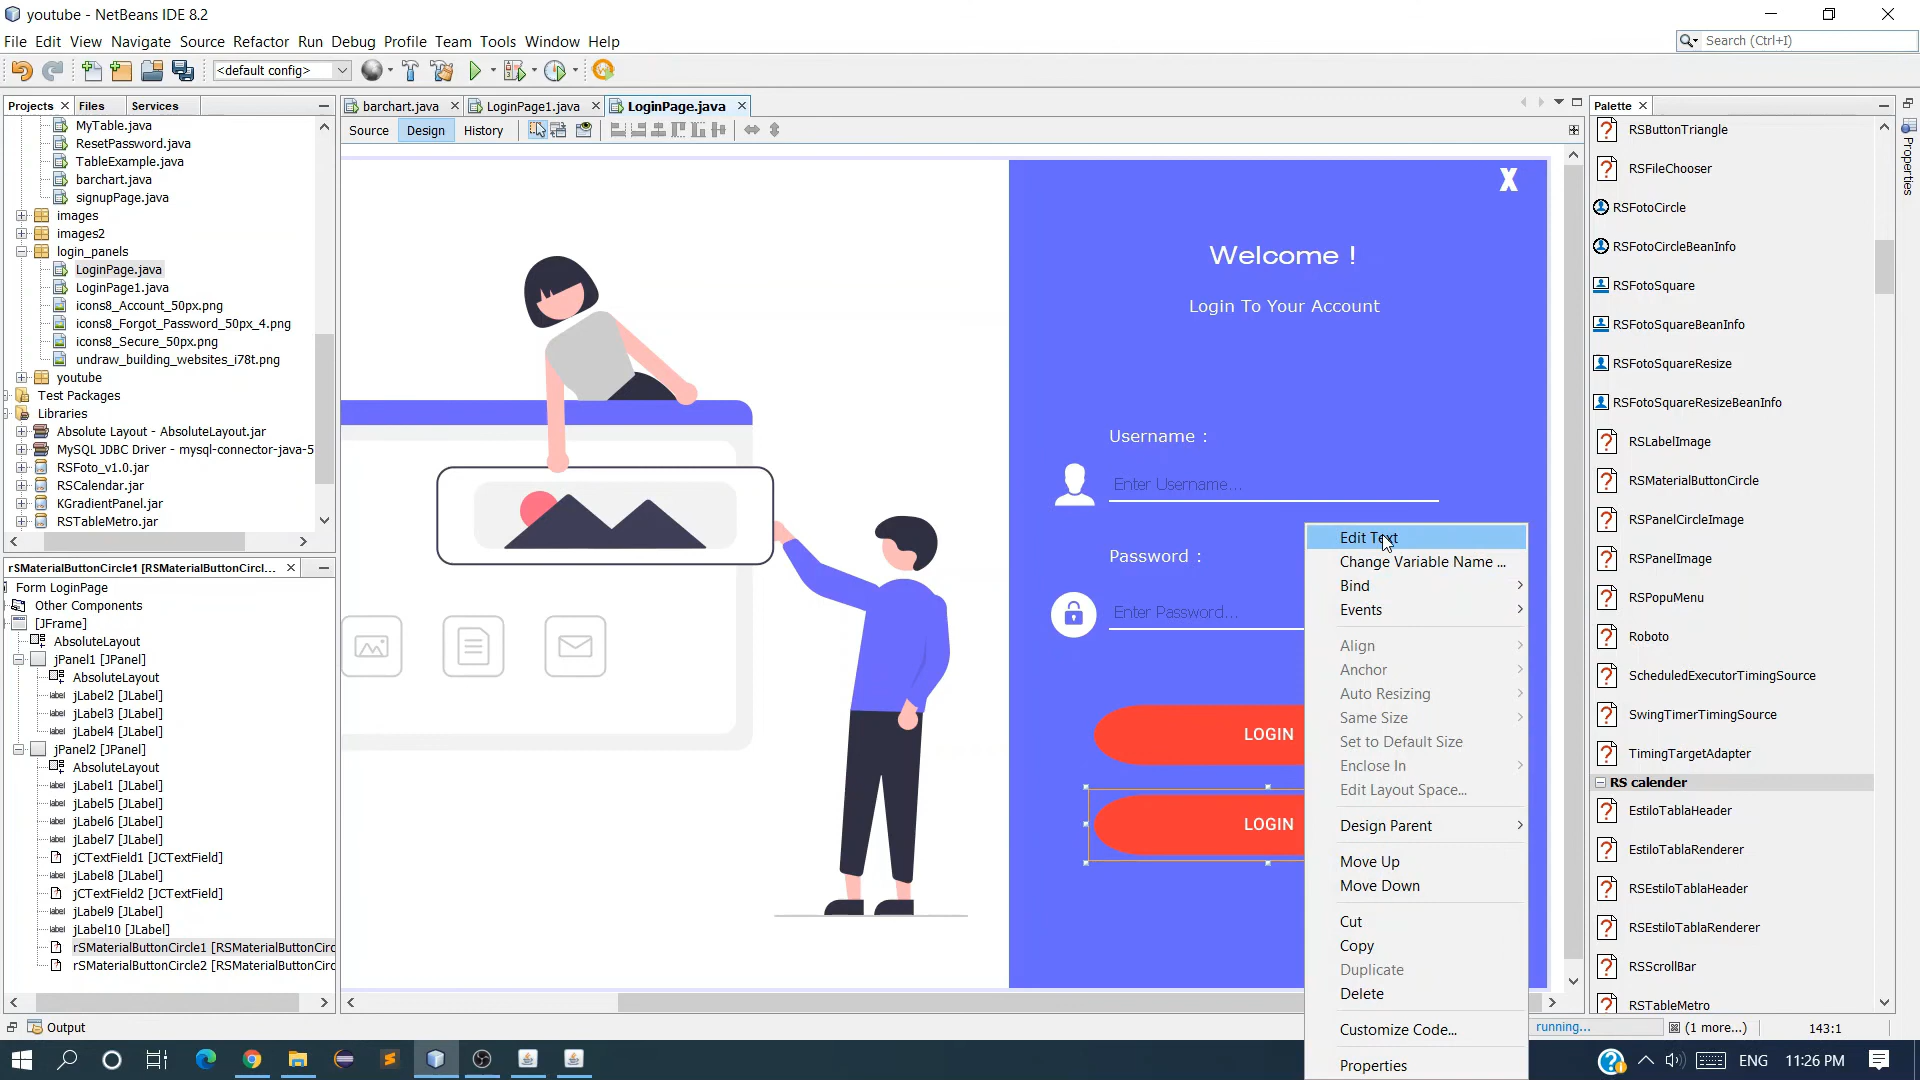 youtube - NetBeans IDE 8.2
File Edit View Navigate Source Refactor Run Debug Profile Team Tools Window Help
Search (Ctrl+I)
<default config>
Projects Files Services
MyTable.java
ResetPassword.java
TableExample.java
barchart.java
signupPage.java
images
images2
login_panels
LoginPage.java
LoginPage1.java
icons8_Account_50px.png
icons8_Forgot_Password_50px_4.png
icons8_Secure_50px.png
undraw_building_websites_i78t.png
youtube
Test Packages
Libraries
Absolute Layout - AbsoluteLayout.jar
MySQL JDBC Driver - mysql-connector-java-5
RSFoto_v1.0.jar
RSCalendar.jar
KGradientPanel.jar
RSTableMetro.jar
rSMaterialButtonCircle1 [RSMaterialButtonCircl...
Form LoginPage
Other Components
[JFrame]
AbsoluteLayout
jPanel1 [JPanel]
AbsoluteLayout
jLabel2 [JLabel]
jLabel3 [JLabel]
jLabel4 [JLabel]
jPanel2 [JPanel]
AbsoluteLayout
jLabel1 [JLabel]
jLabel5 [JLabel]
jLabel6 [JLabel]
jLabel7 [JLabel]
jCTextField1 [JCTextField]
jLabel8 [JLabel]
jCTextField2 [JCTextField]
jLabel9 [JLabel]
jLabel10 [JLabel]
rSMaterialButtonCircle1 [RSMaterialButtonCirc
rSMaterialButtonCircle2 [RSMaterialButtonCirc
Output
barchart.java LoginPage1.java LoginPage.java
Source Design History
X
Welcome !
Login To Your Account
Username :
Enter Username...
Password :
Enter Password...
LOGIN
LOGIN
Edit Text
Change Variable Name ...
Bind
Events
Align
Anchor
Auto Resizing
Same Size
Set to Default Size
Enclose In
Edit Layout Space...
Design Parent
Move Up
Move Down
Cut
Copy
Duplicate
Delete
Customize Code...
Properties
Palette
RSButtonTriangle
RSFileChooser
RSFotoCircle
RSFotoCircleBeanInfo
RSFotoSquare
RSFotoSquareBeanInfo
RSFotoSquareResize
RSFotoSquareResizeBeanInfo
RSLabelImage
RSMaterialButtonCircle
RSPanelCircleImage
RSPanelImage
RSPopuMenu
Roboto
ScheduledExecutorTimingSource
SwingTimerTimingSource
TimingTargetAdapter
RS calender
EstiloTablaHeader
EstiloTablaRenderer
RSEstiloTablaHeader
RSEstiloTablaRenderer
RSScrollBar
RSTableMetro
Properties
running... (1 more...) 143:1
ENG 11:26 PM